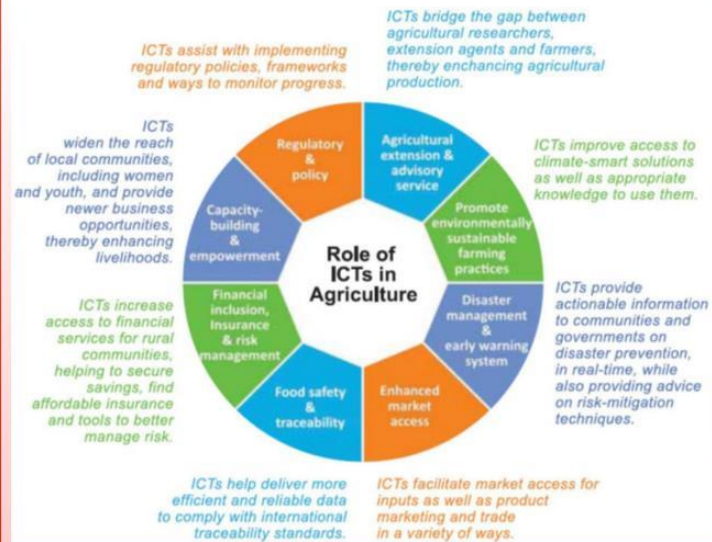 ICTs bridge the gap between
agricultural researchers,
extension agents and farmers,
thereby enchancing agricultural
production.
ICTs assist with implementing
regulatory policies, frameworks
and ways to monitor progress.
ICTs
widen the reach
of local communities,
including women
and youth, and provide
newer business
opportunities,
thereby enhancing
livelihoods.
ICTs improve access to
climate-smart solutions
as well as appropriate
knowledge to use them.
Regulatory
&
policy
Agricultural
extension &
advisory
service
Capacity-
building
&
empowerment
Promote
environmentally
sustainable
farming
practices
Role of
ICTs in
Agriculture
Financial
inclusion,
Insurance
& risk
management
Disaster
management
&
early warning
system
Food safety
&
traceability
Enhanced
market
access
ICTs increase
access to financial
services for rural
communities,
helping to secure
savings, find
affordable insurance
and tools to better
manage risk.
ICTs provide
actionable information
to communities and
governments on
disaster prevention,
in real-time, while
also providing advice
on risk-mitigation
techniques.
ICTs help deliver more
efficient and reliable data
to comply with international
traceability standards.
ICTs facilitate market access for
inputs as well as product
marketing and trade
in a variety of ways.